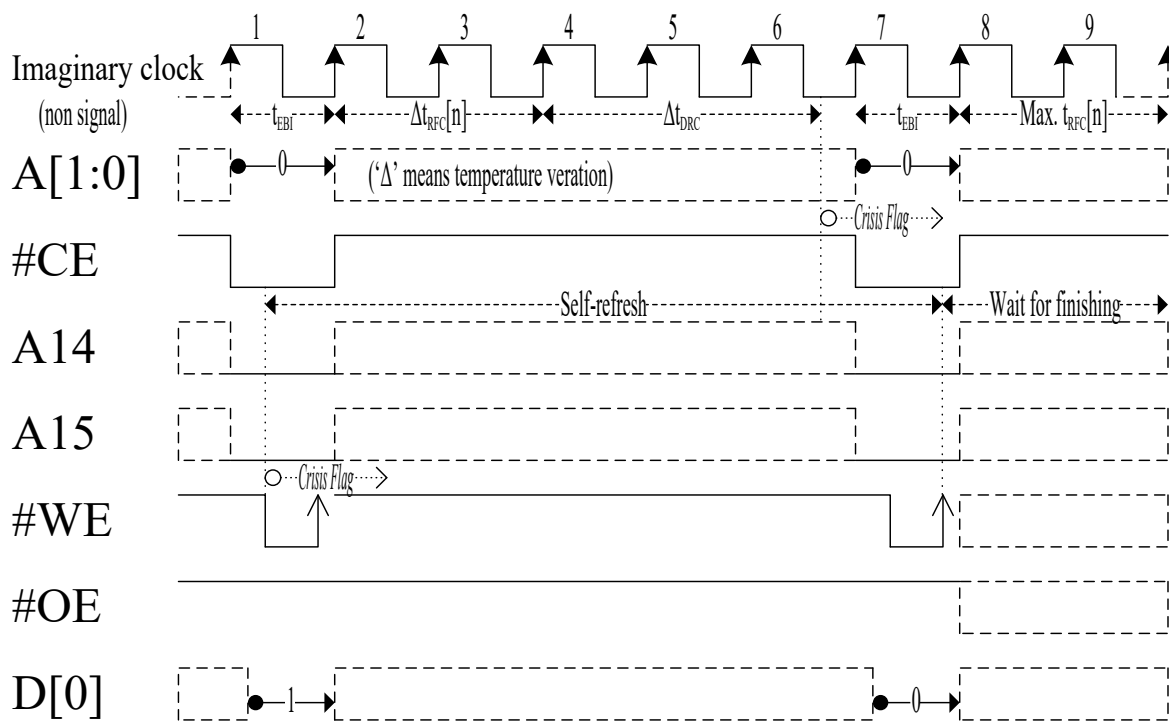 1 2 3 4 5 6 7 8 9
Imaginary clock
(non signal)
tEBI ΔtRFC[n] ΔtDRC tEBI Max. tRFC[n]
A[1:0] 0 (‘Δ’ means temperature veration) 0
Crisis Flag
#CE
Self-refresh Wait for finishing
A14
A15
Crisis Flag
#WE
#OE
D[0] 1 0